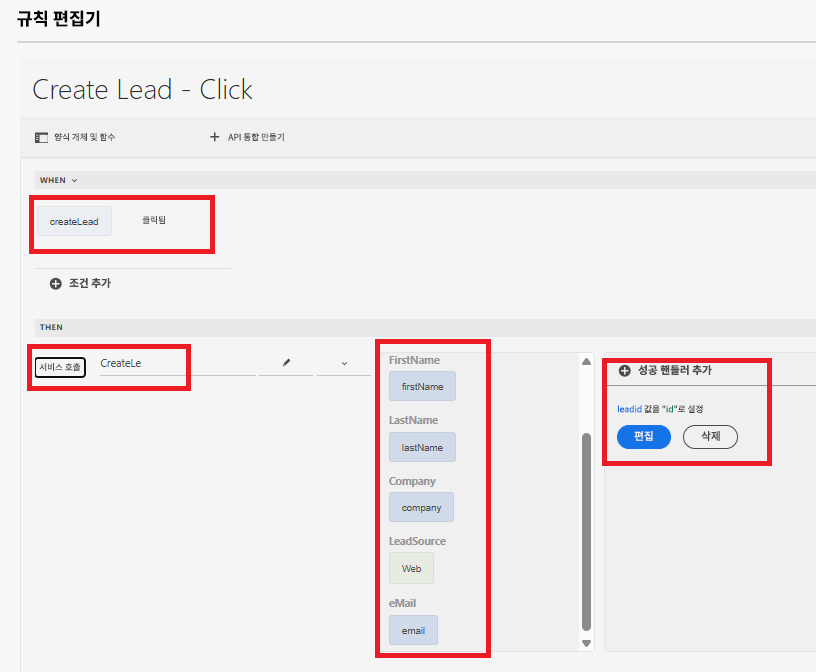 규칙 편집기
Create Lead - Click
양식 개체 및 함수
API 통합 만들기
WHEN
createLead
클릭됨
조건 추가
THEN
서비스 호출
CreateLe
FirstName
firstName
LastName
lastName
Company
company
LeadSource
Web
eMail
email
성공 핸들러 추가
leadid 값을 "id"로 설정
편집
삭제